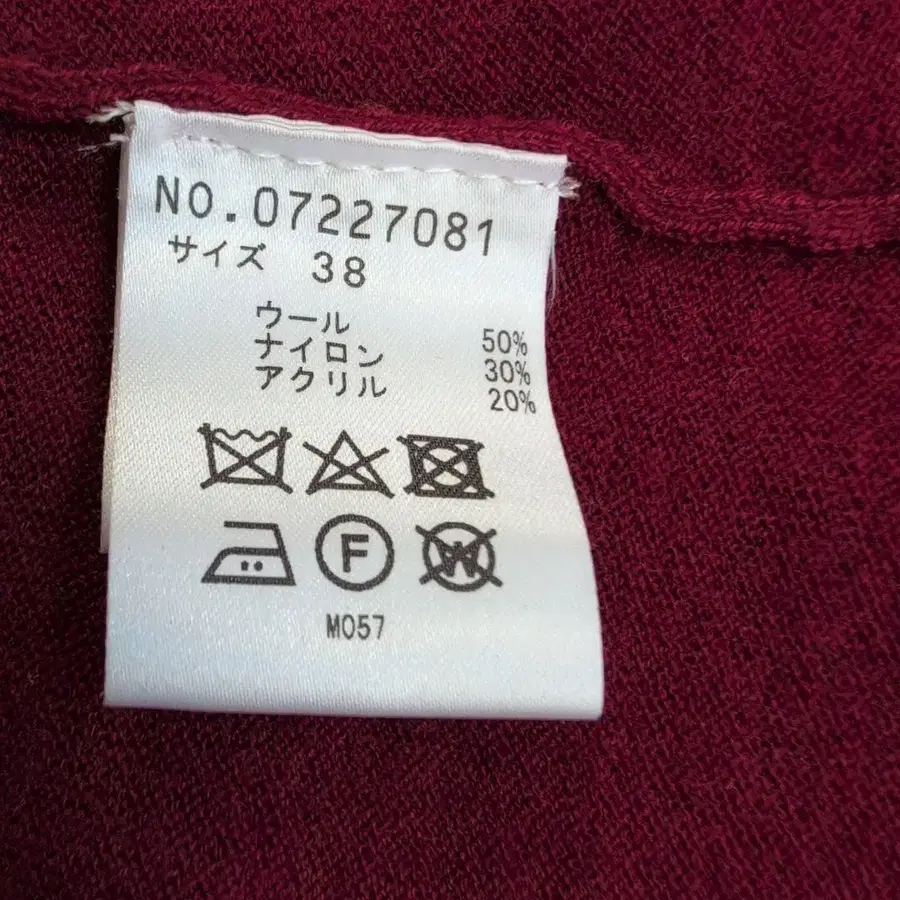 NO.07227081
サイズ 38
ウール 50%
ナイロン 30%
アクリル 20%
F W
M057